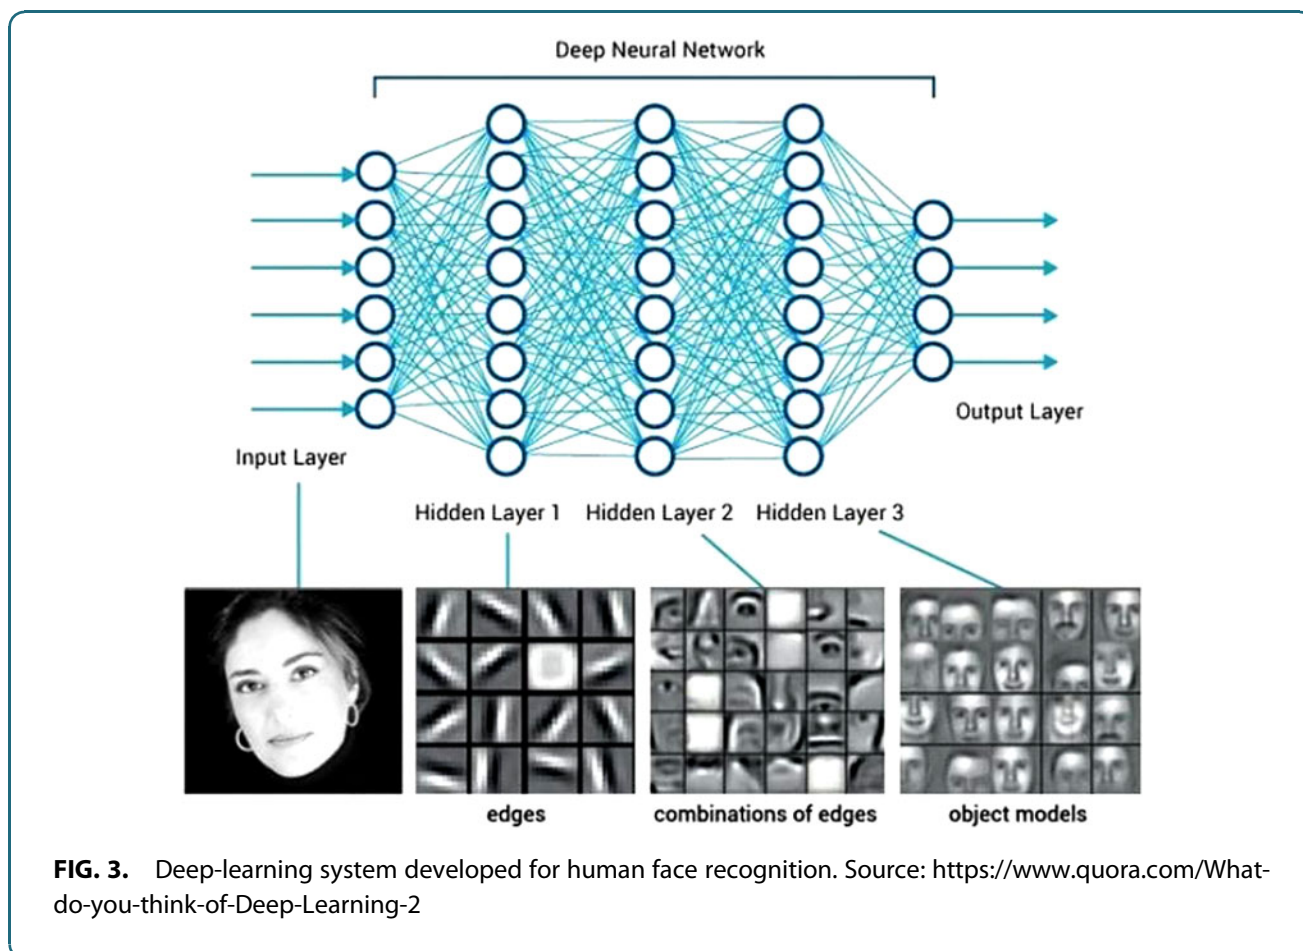 Deep Neural Network
Output Layer
Input Layer
Hidden Layer 1
Hidden Layer 2
Hidden Layer 3
edges
combinations of edges
object models
FIG. 3. Deep-learning system developed for human face recognition. Source: https://www.quora.com/What-
do-you-think-of-Deep-Learning-2